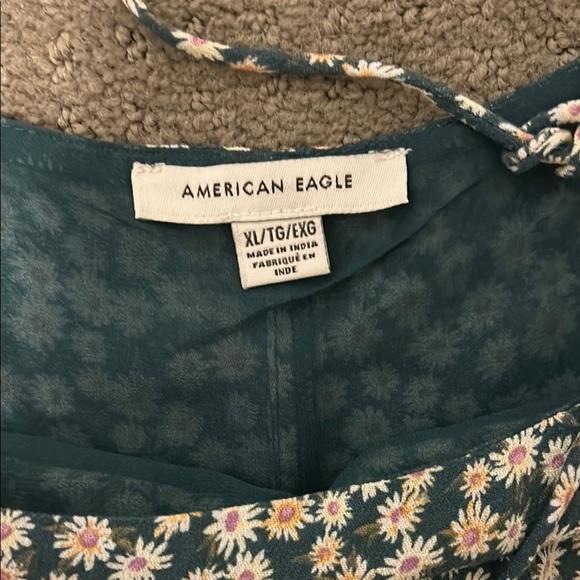 AMERICAN EAGLE
XL/TG/EXG
MADE IN INDIA
FABRIQUÉ EN
INDE